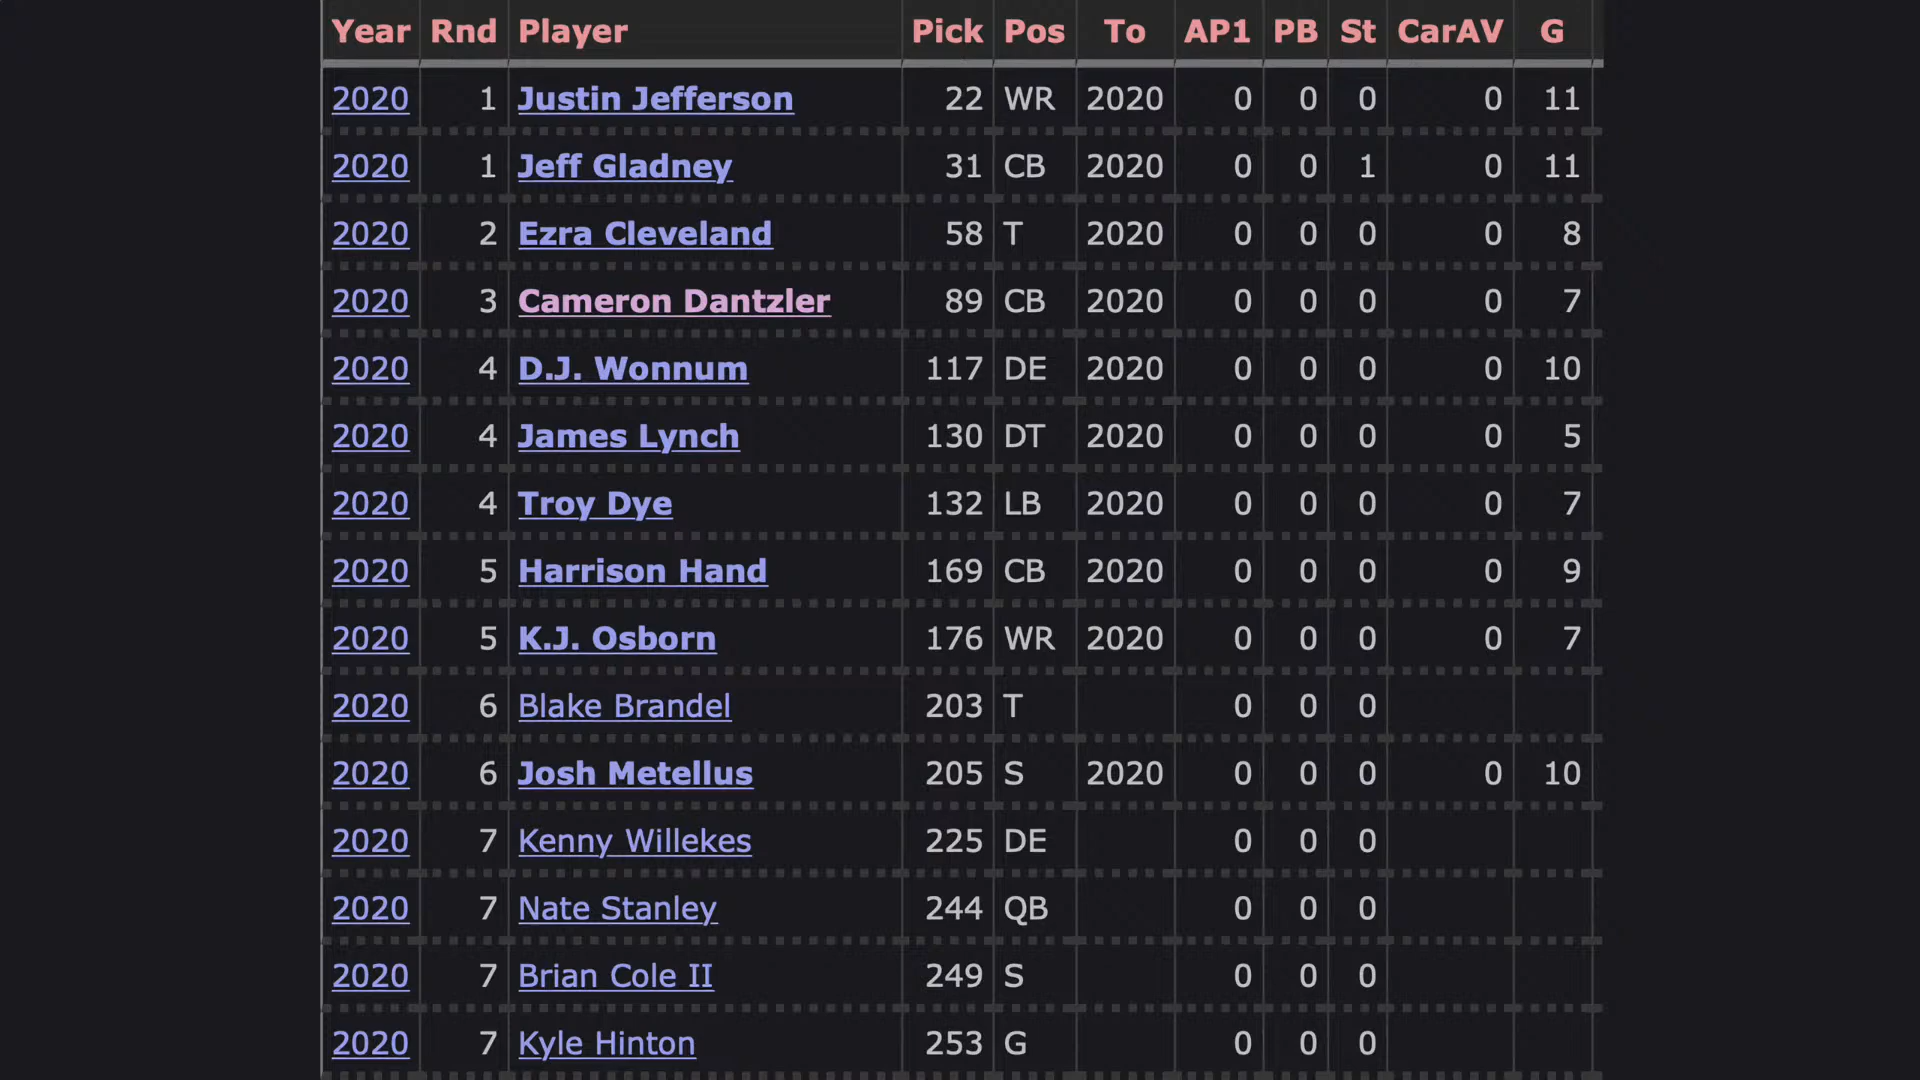 Year Rnd Player Pick Pos To AP1 PB St CarAV G
2020 1 Justin Jefferson 22 WR 2020 0 0 0 0 11
2020 1 Jeff Gladney 31 CB 2020 0 0 1 0 11
2020 2 Ezra Cleveland 58 T 2020 0 0 0 0 8
2020 3 Cameron Dantzler 89 CB 2020 0 0 0 0 7
2020 4 D.J. Wonnum 117 DE 2020 0 0 0 0 10
2020 4 James Lynch 130 DT 2020 0 0 0 0 5
2020 4 Troy Dye 132 LB 2020 0 0 0 0 7
2020 5 Harrison Hand 169 CB 2020 0 0 0 0 9
2020 5 K.J. Osborn 176 WR 2020 0 0 0 0 7
2020 6 Blake Brandel 203 T 0 0 0
2020 6 Josh Metellus 205 S 2020 0 0 0 0 10
2020 7 Kenny Willekes 225 DE 0 0 0
2020 7 Nate Stanley 244 QB 0 0 0
2020 7 Brian Cole II 249 S 0 0 0
2020 7 Kyle Hinton 253 G 0 0 0